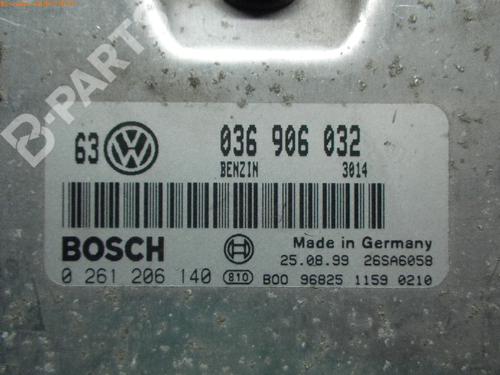 B-PARTS
63 VW 036 906 032
BENZIN 3014
BOSCH Made in Germany
25.08.99 26SA6058
0 261 206 140 810 B00 96825 1159 0210